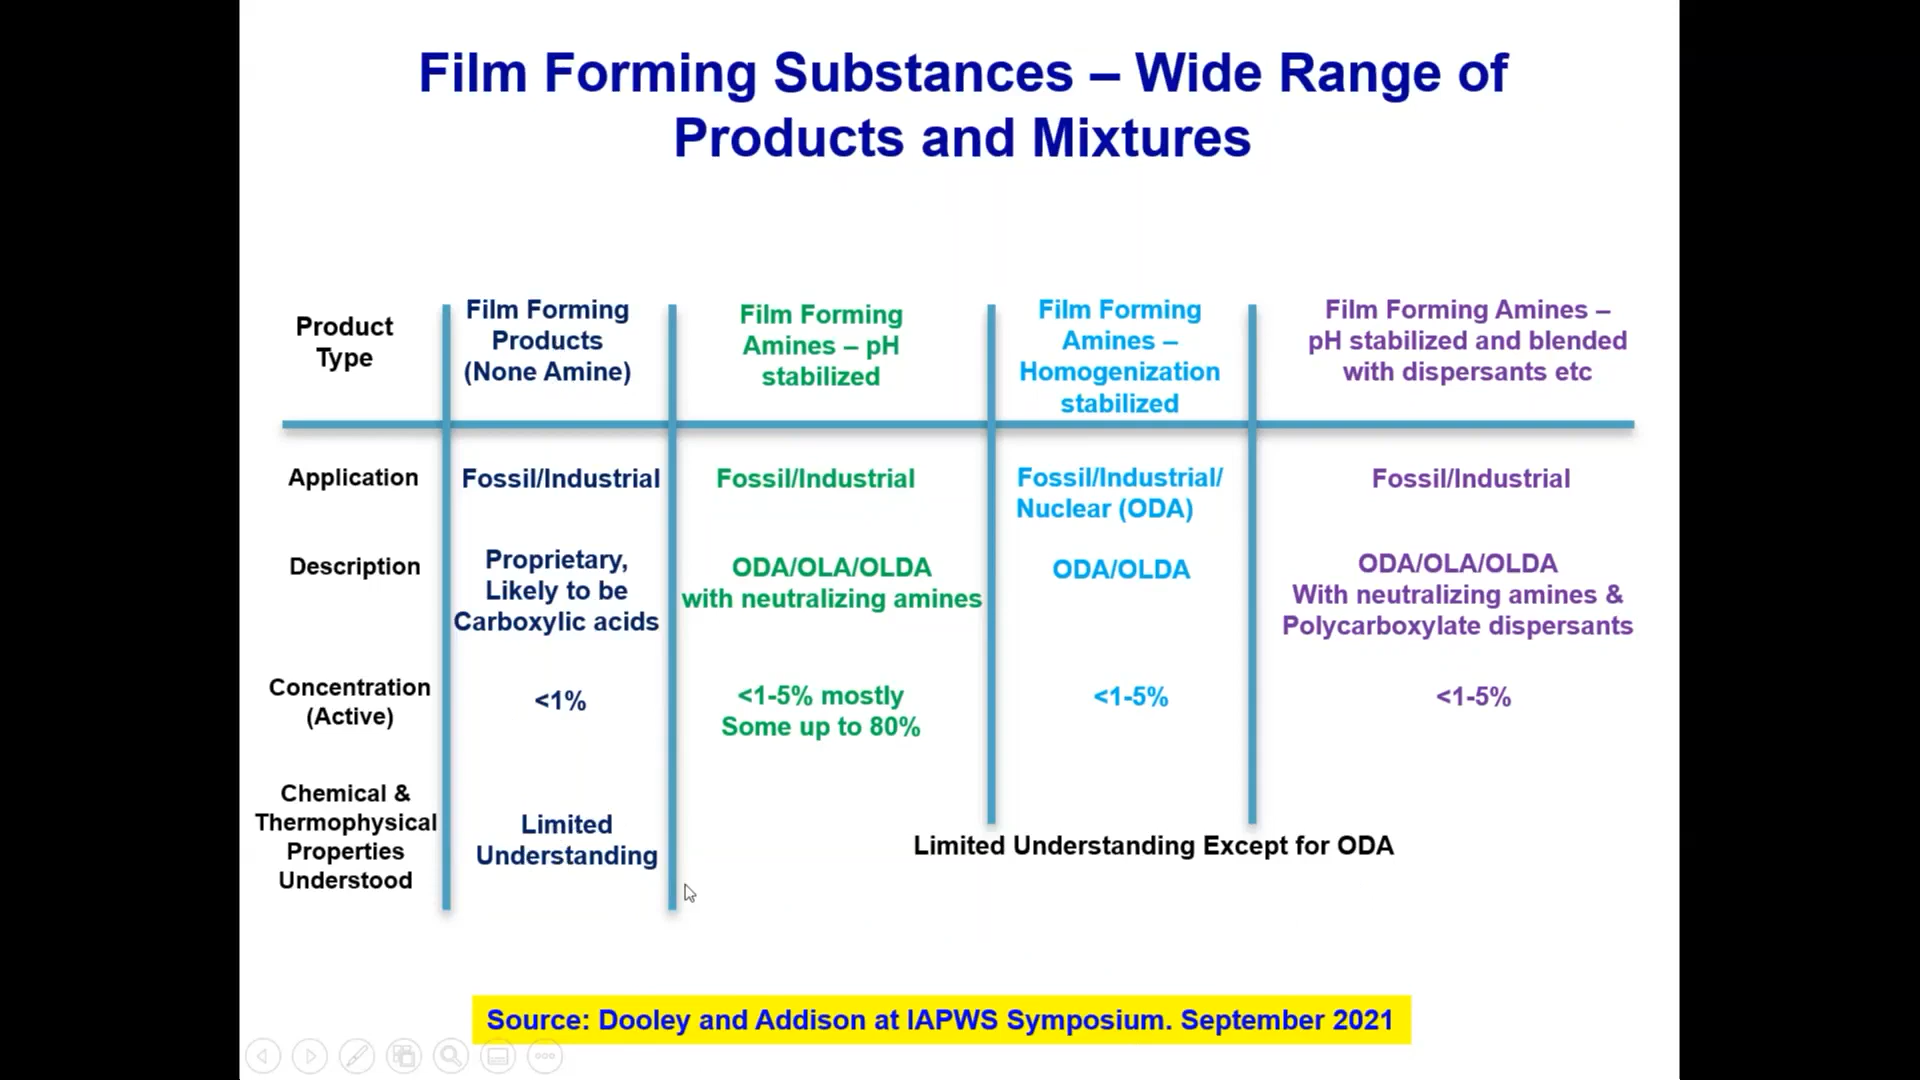 Film Forming Substances – Wide Range of
Products and Mixtures
Product
Type
Film Forming
Products
(None Amine)
Film Forming
Amines – pH
stabilized
Film Forming
Amines –
Homogenization
stabilized
Film Forming Amines –
pH stabilized and blended
with dispersants etc
Application
Fossil/Industrial
Fossil/Industrial
Fossil/Industrial/
Nuclear (ODA)
Fossil/Industrial
Description
Proprietary,
Likely to be
Carboxylic acids
ODA/OLA/OLDA
with neutralizing amines
ODA/OLDA
ODA/OLA/OLDA
With neutralizing amines &
Polycarboxylate dispersants
Concentration
(Active)
<1%
<1-5% mostly
Some up to 80%
<1-5%
<1-5%
Chemical &
Thermophysical
Properties
Understood
Limited
Understanding
Limited Understanding Except for ODA
Source: Dooley and Addison at IAPWS Symposium. September 2021